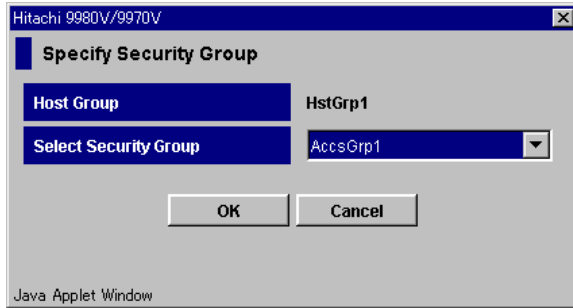 Hitachi 9980V/9970V
Specify Security Group
Host Group HstGrp1
Select Security Group AccsGrp1
OK Cancel
Java Applet Window